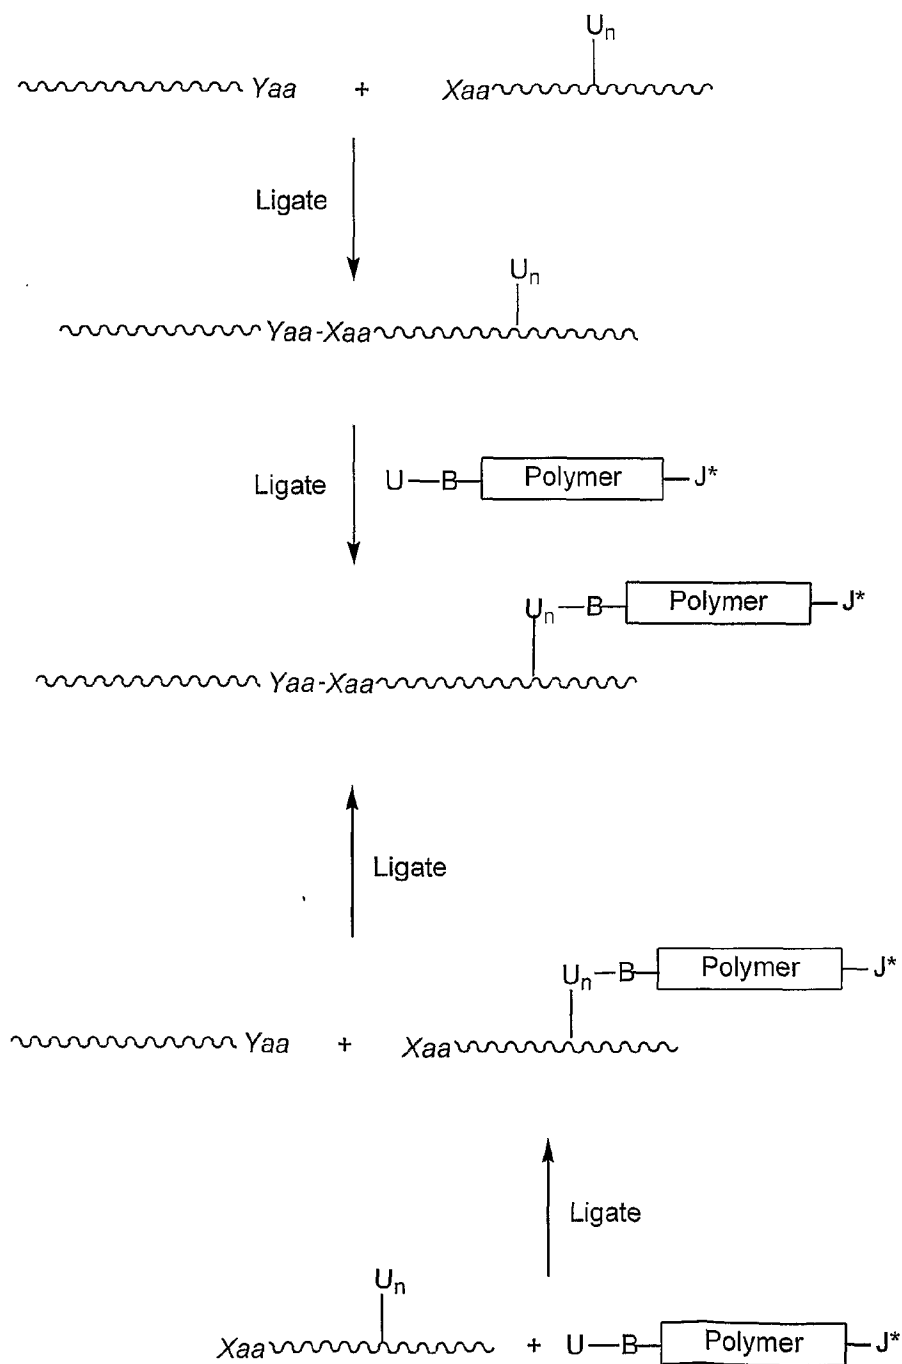 Uₙ
Yaa + Xaa
Ligate
Uₙ
Yaa-Xaa
Ligate U—B—Polymer—J*
Uₙ—B—Polymer—J*
Yaa-Xaa
Ligate
Uₙ—B—Polymer—J*
Yaa + Xaa
Ligate
Uₙ
Xaa + U—B—Polymer—J*